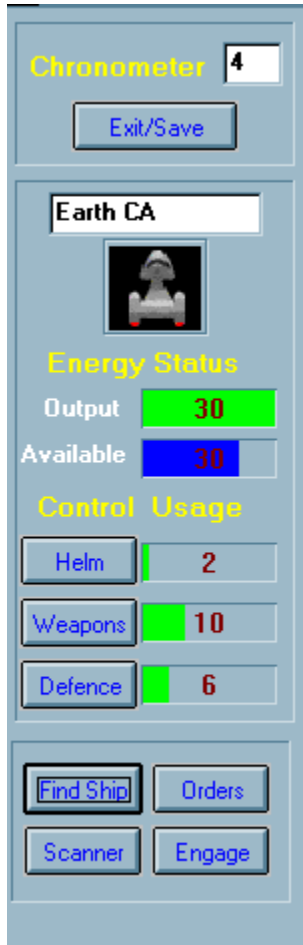 Chronometer 4
Exit/Save
Earth CA
Energy Status
Output 30
Available 30
Control Usage
Helm 2
Weapons 10
Defence 6
Find Ship Orders
Scanner Engage